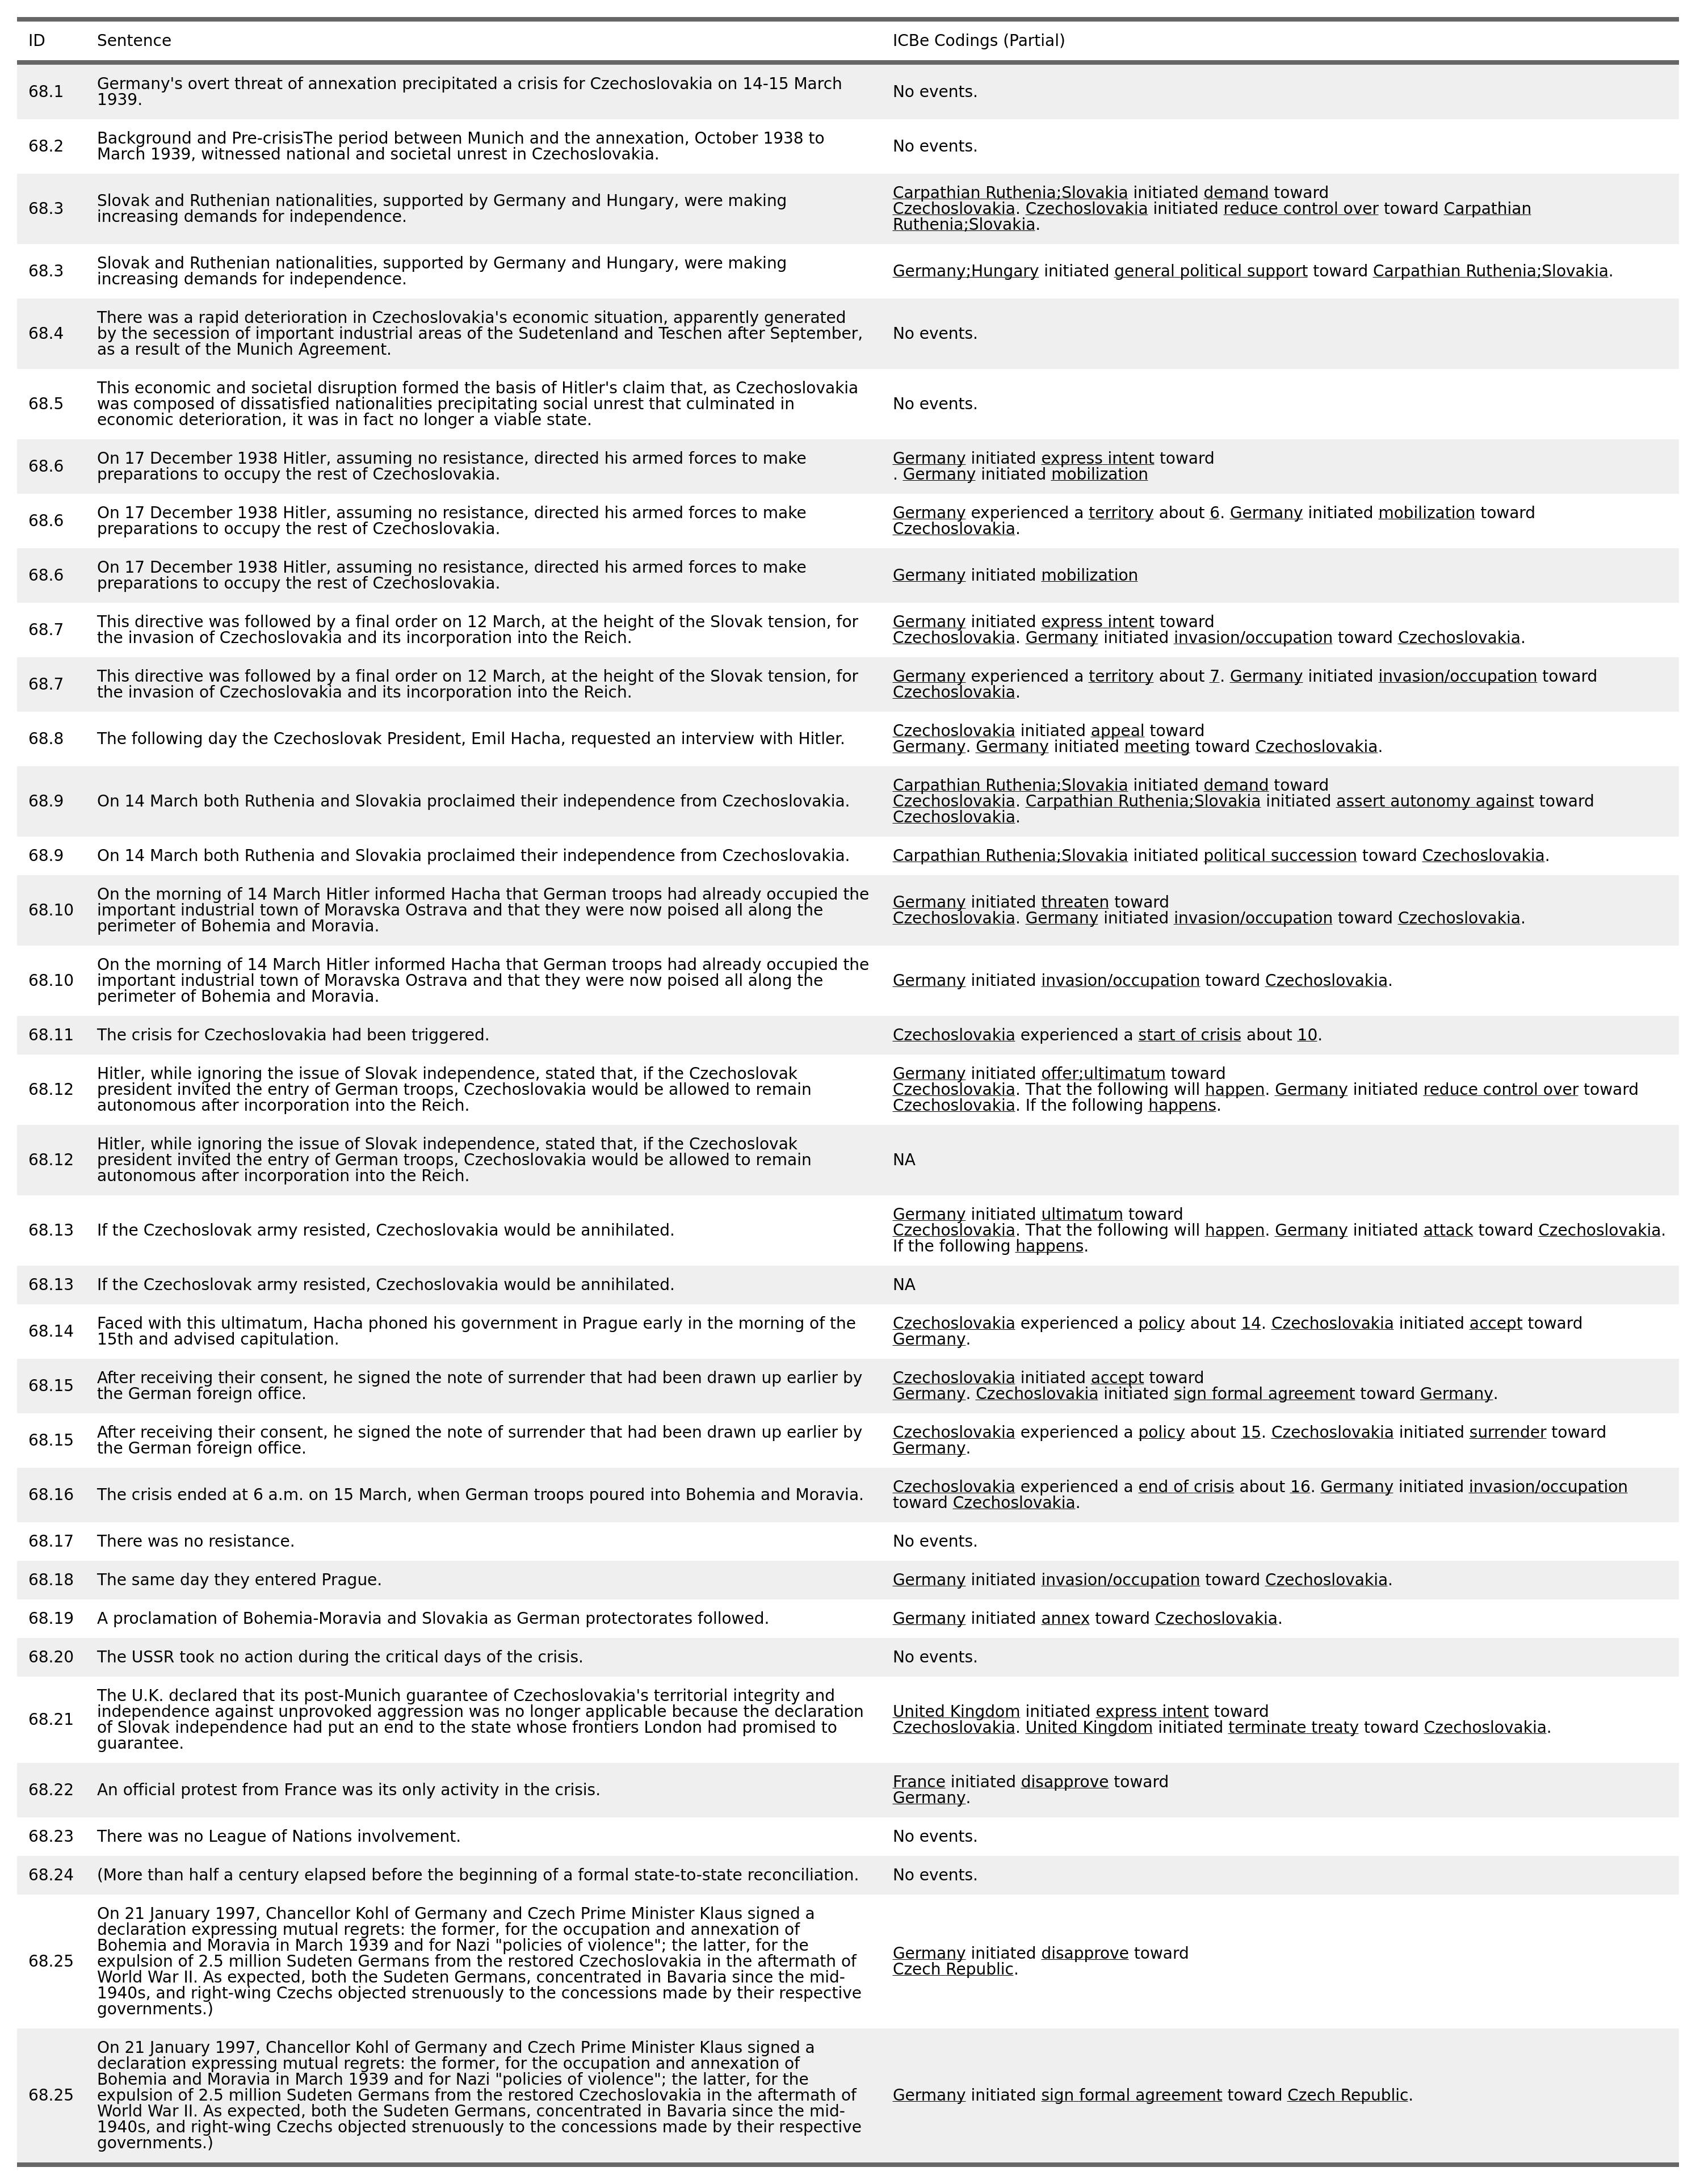 ID Sentence ICBe Codings (Partial)
68.1 Germany's overt threat of annexation precipitated a crisis for Czechoslovakia on 14-15 March
1939. No events.
68.2 Background and Pre-crisisThe period between Munich and the annexation, October 1938 to
March 1939, witnessed national and societal unrest in Czechoslovakia. No events.
68.3 Slovak and Ruthenian nationalities, supported by Germany and Hungary, were making
increasing demands for independence.
Carpathian Ruthenia;Slovakia initiated demand toward
Czechoslovakia. Czechoslovakia initiated reduce control over toward Carpathian
Ruthenia;Slovakia.
68.3 Slovak and Ruthenian nationalities, supported by Germany and Hungary, were making
increasing demands for independence.
Germany;Hungary initiated general political support toward Carpathian Ruthenia;Slovakia.
68.4 There was a rapid deterioration in Czechoslovakia's economic situation, apparently generated
by the secession of important industrial areas of the Sudetenland and Teschen after September,
as a result of the Munich Agreement.
No events.
68.5 This economic and societal disruption formed the basis of Hitler's claim that, as Czechoslovakia
was composed of dissatisfied nationalities precipitating social unrest that culminated in
economic deterioration, it was in fact no longer a viable state.
No events.
68.6 On 17 December 1938 Hitler, assuming no resistance, directed his armed forces to make
preparations to occupy the rest of Czechoslovakia.
Germany initiated express intent toward
. Germany initiated mobilization
68.6 On 17 December 1938 Hitler, assuming no resistance, directed his armed forces to make
preparations to occupy the rest of Czechoslovakia.
Germany experienced a territory about 6. Germany initiated mobilization toward
Czechoslovakia.
68.6 On 17 December 1938 Hitler, assuming no resistance, directed his armed forces to make
preparations to occupy the rest of Czechoslovakia.
Germany initiated mobilization
68.7 This directive was followed by a final order on 12 March, at the height of the Slovak tension, for
the invasion of Czechoslovakia and its incorporation into the Reich.
Germany initiated express intent toward
Czechoslovakia. Germany initiated invasion/occupation toward Czechoslovakia.
68.7 This directive was followed by a final order on 12 March, at the height of the Slovak tension, for
the invasion of Czechoslovakia and its incorporation into the Reich.
Germany experienced a territory about 7. Germany initiated invasion/occupation toward
Czechoslovakia.
68.8 The following day the Czechoslovak President, Emil Hacha, requested an interview with Hitler.
Czechoslovakia initiated appeal toward
Germany. Germany initiated meeting toward Czechoslovakia.
68.9 On 14 March both Ruthenia and Slovakia proclaimed their independence from Czechoslovakia.
Carpathian Ruthenia;Slovakia initiated demand toward
Czechoslovakia. Carpathian Ruthenia;Slovakia initiated assert autonomy against toward
Czechoslovakia.
68.9 On 14 March both Ruthenia and Slovakia proclaimed their independence from Czechoslovakia.
Carpathian Ruthenia;Slovakia initiated political succession toward Czechoslovakia.
68.10 On the morning of 14 March Hitler informed Hacha that German troops had already occupied the
important industrial town of Moravska Ostrava and that they were now poised all along the
perimeter of Bohemia and Moravia.
Germany initiated threaten toward
Czechoslovakia. Germany initiated invasion/occupation toward Czechoslovakia.
68.10 On the morning of 14 March Hitler informed Hacha that German troops had already occupied the
important industrial town of Moravska Ostrava and that they were now poised all along the
perimeter of Bohemia and Moravia.
Germany initiated invasion/occupation toward Czechoslovakia.
68.11 The crisis for Czechoslovakia had been triggered.
Czechoslovakia experienced a start of crisis about 10.
68.12 Hitler, while ignoring the issue of Slovak independence, stated that, if the Czechoslovak
president invited the entry of German troops, Czechoslovakia would be allowed to remain
autonomous after incorporation into the Reich.
Germany initiated offer;ultimatum toward
Czechoslovakia. That the following will happen. Germany initiated reduce control over toward
Czechoslovakia. If the following happens.
68.12 Hitler, while ignoring the issue of Slovak independence, stated that, if the Czechoslovak
president invited the entry of German troops, Czechoslovakia would be allowed to remain
autonomous after incorporation into the Reich.
NA
68.13 If the Czechoslovak army resisted, Czechoslovakia would be annihilated.
Germany initiated ultimatum toward
Czechoslovakia. That the following will happen. Germany initiated attack toward Czechoslovakia.
If the following happens.
68.13 If the Czechoslovak army resisted, Czechoslovakia would be annihilated.
NA
68.14 Faced with this ultimatum, Hacha phoned his government in Prague early in the morning of the
15th and advised capitulation.
Czechoslovakia experienced a policy about 14. Czechoslovakia initiated accept toward
Germany.
68.15 After receiving their consent, he signed the note of surrender that had been drawn up earlier by
the German foreign office.
Czechoslovakia initiated accept toward
Germany. Czechoslovakia initiated sign formal agreement toward Germany.
68.15 After receiving their consent, he signed the note of surrender that had been drawn up earlier by
the German foreign office.
Czechoslovakia experienced a policy about 15. Czechoslovakia initiated surrender toward
Germany.
68.16 The crisis ended at 6 a.m. on 15 March, when German troops poured into Bohemia and Moravia.
Czechoslovakia experienced a end of crisis about 16. Germany initiated invasion/occupation
toward Czechoslovakia.
68.17 There was no resistance. No events.
68.18 The same day they entered Prague. Germany initiated invasion/occupation toward Czechoslovakia.
68.19 A proclamation of Bohemia-Moravia and Slovakia as German protectorates followed. Germany initiated annex toward Czechoslovakia.
68.20 The USSR took no action during the critical days of the crisis. No events.
68.21 The U.K. declared that its post-Munich guarantee of Czechoslovakia's territorial integrity and
independence against unprovoked aggression was no longer applicable because the declaration
of Slovak independence had put an end to the state whose frontiers London had promised to
guarantee.
United Kingdom initiated express intent toward
Czechoslovakia. United Kingdom initiated terminate treaty toward Czechoslovakia.
68.22 An official protest from France was its only activity in the crisis.
France initiated disapprove toward
Germany.
68.23 There was no League of Nations involvement. No events.
68.24 (More than half a century elapsed before the beginning of a formal state-to-state reconciliation. No events.
68.25 On 21 January 1997, Chancellor Kohl of Germany and Czech Prime Minister Klaus signed a
declaration expressing mutual regrets: the former, for the occupation and annexation of
Bohemia and Moravia in March 1939 and for Nazi "policies of violence"; the latter, for the
expulsion of 2.5 million Sudeten Germans from the restored Czechoslovakia in the aftermath of
World War II. As expected, both the Sudeten Germans, concentrated in Bavaria since the mid-
1940s, and right-wing Czechs objected strenuously to the concessions made by their respective
governments.)
Germany initiated disapprove toward
Czech Republic.
68.25 On 21 January 1997, Chancellor Kohl of Germany and Czech Prime Minister Klaus signed a
declaration expressing mutual regrets: the former, for the occupation and annexation of
Bohemia and Moravia in March 1939 and for Nazi "policies of violence"; the latter, for the
expulsion of 2.5 million Sudeten Germans from the restored Czechoslovakia in the aftermath of
World War II. As expected, both the Sudeten Germans, concentrated in Bavaria since the mid-
1940s, and right-wing Czechs objected strenuously to the concessions made by their respective
governments.)
Germany initiated sign formal agreement toward Czech Republic.